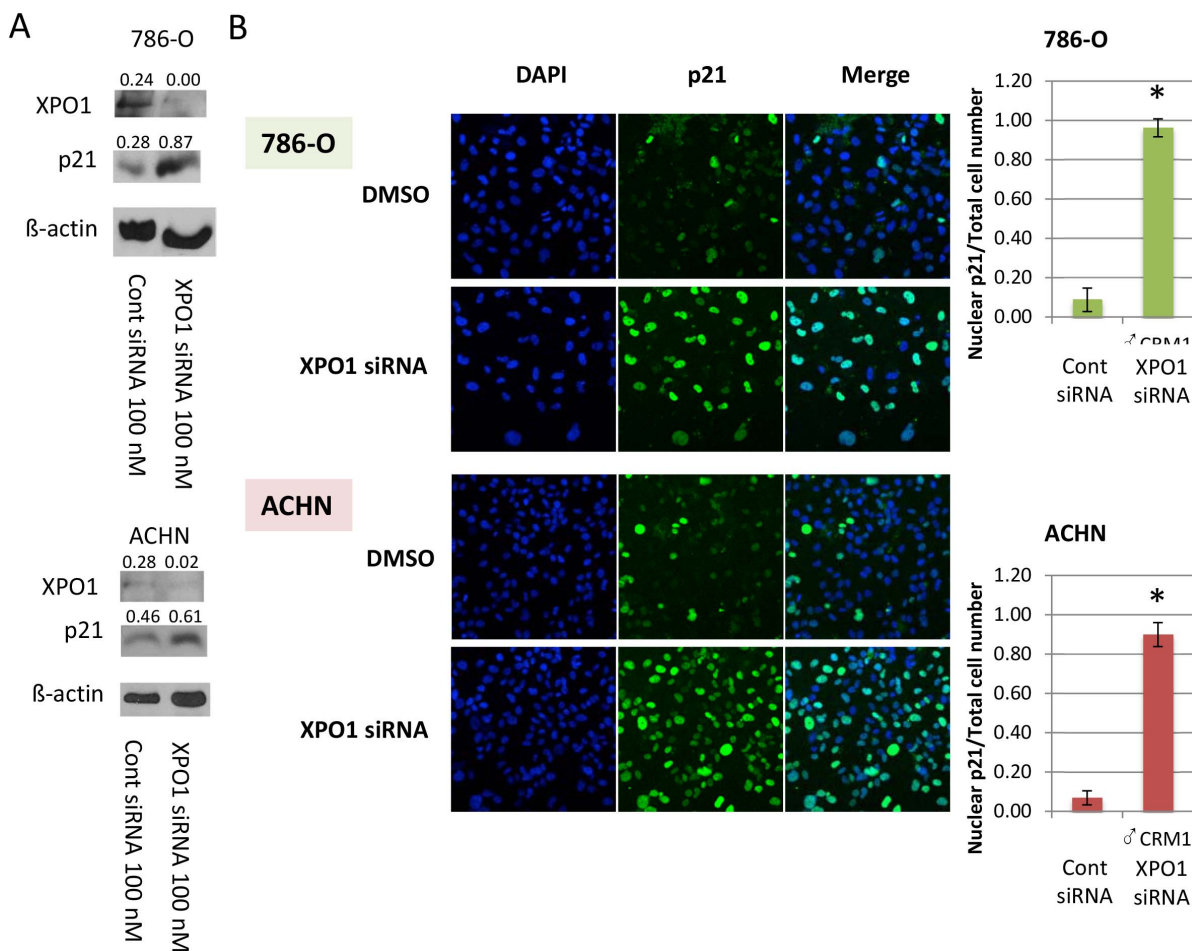 A
786-O
0.24 0.00
XPO1
0.28 0.87
p21
ß-actin
Cont siRNA 100 nM
XPO1 siRNA 100 nM
ACHN
0.28 0.02
XPO1
0.46 0.61
p21
ß-actin
Cont siRNA 100 nM
XPO1 siRNA 100 nM
B
DAPI p21 Merge
786-O
DMSO
XPO1 siRNA
ACHN
DMSO
XPO1 siRNA
786-O
Nuclear p21/Total cell number
1.20
*
1.00
0.80
0.60
0.40
0.20
0.00
♂CRM1
Cont XPO1
siRNA siRNA
ACHN
Nuclear p21/Total cell number
1.20
*
1.00
0.80
0.60
0.40
0.20
0.00
♂CRM1
Cont XPO1
siRNA siRNA